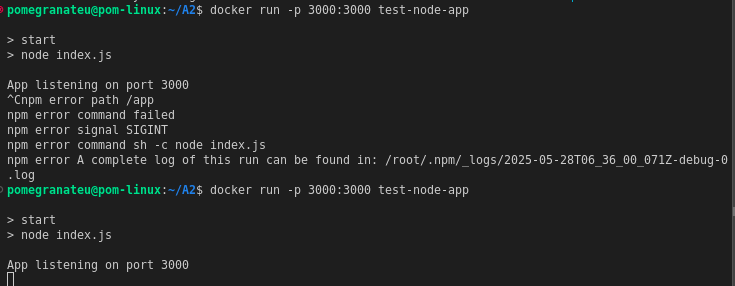 pomegranateu@pom-linux:~/A2$ docker run -p 3000:3000 test-node-app
> start
> node index.js
App listening on port 3000
^Cnpm error path /app
npm error command failed
npm error signal SIGINT
npm error command sh -c node index.js
npm error A complete log of this run can be found in: /root/.npm/_logs/2025-05-28T06_36_00_071Z-debug-0
.log
pomegranateu@pom-linux:~/A2$ docker run -p 3000:3000 test-node-app
> start
> node index.js
App listening on port 3000